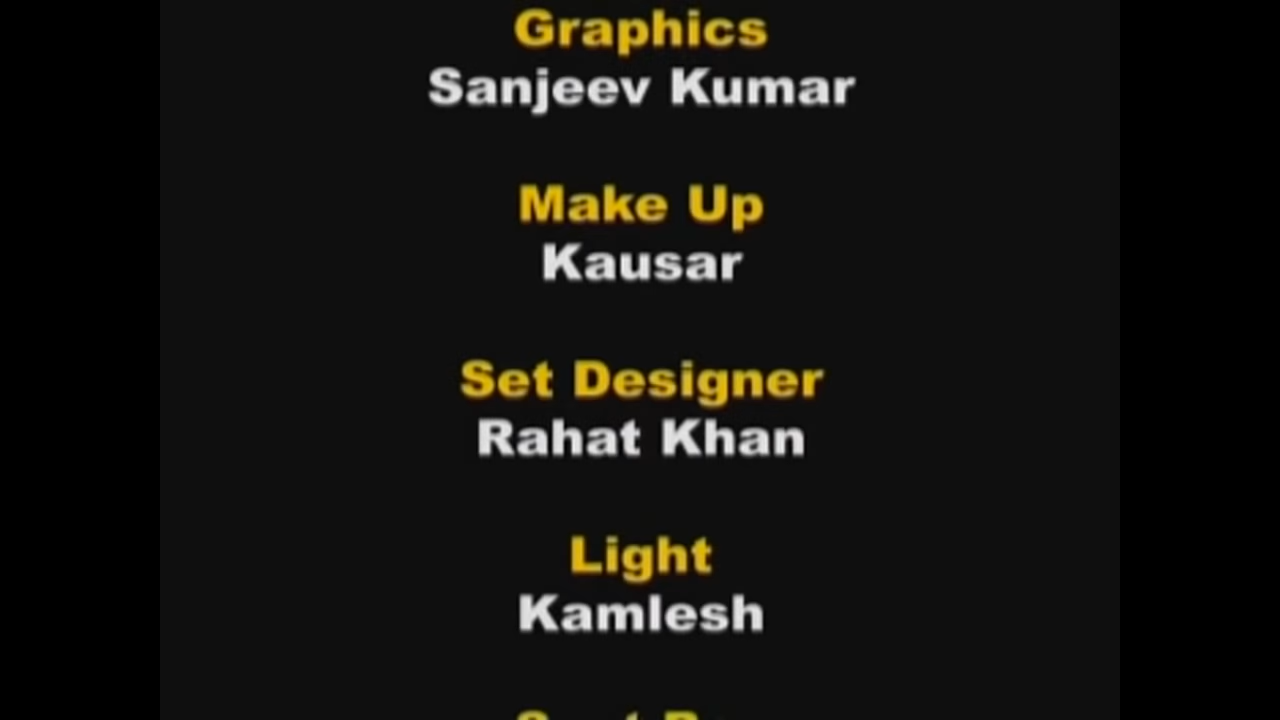 Graphics
Sanjeev Kumar
Make Up
Kausar
Set Designer
Rahat Khan
Light
Kamlesh